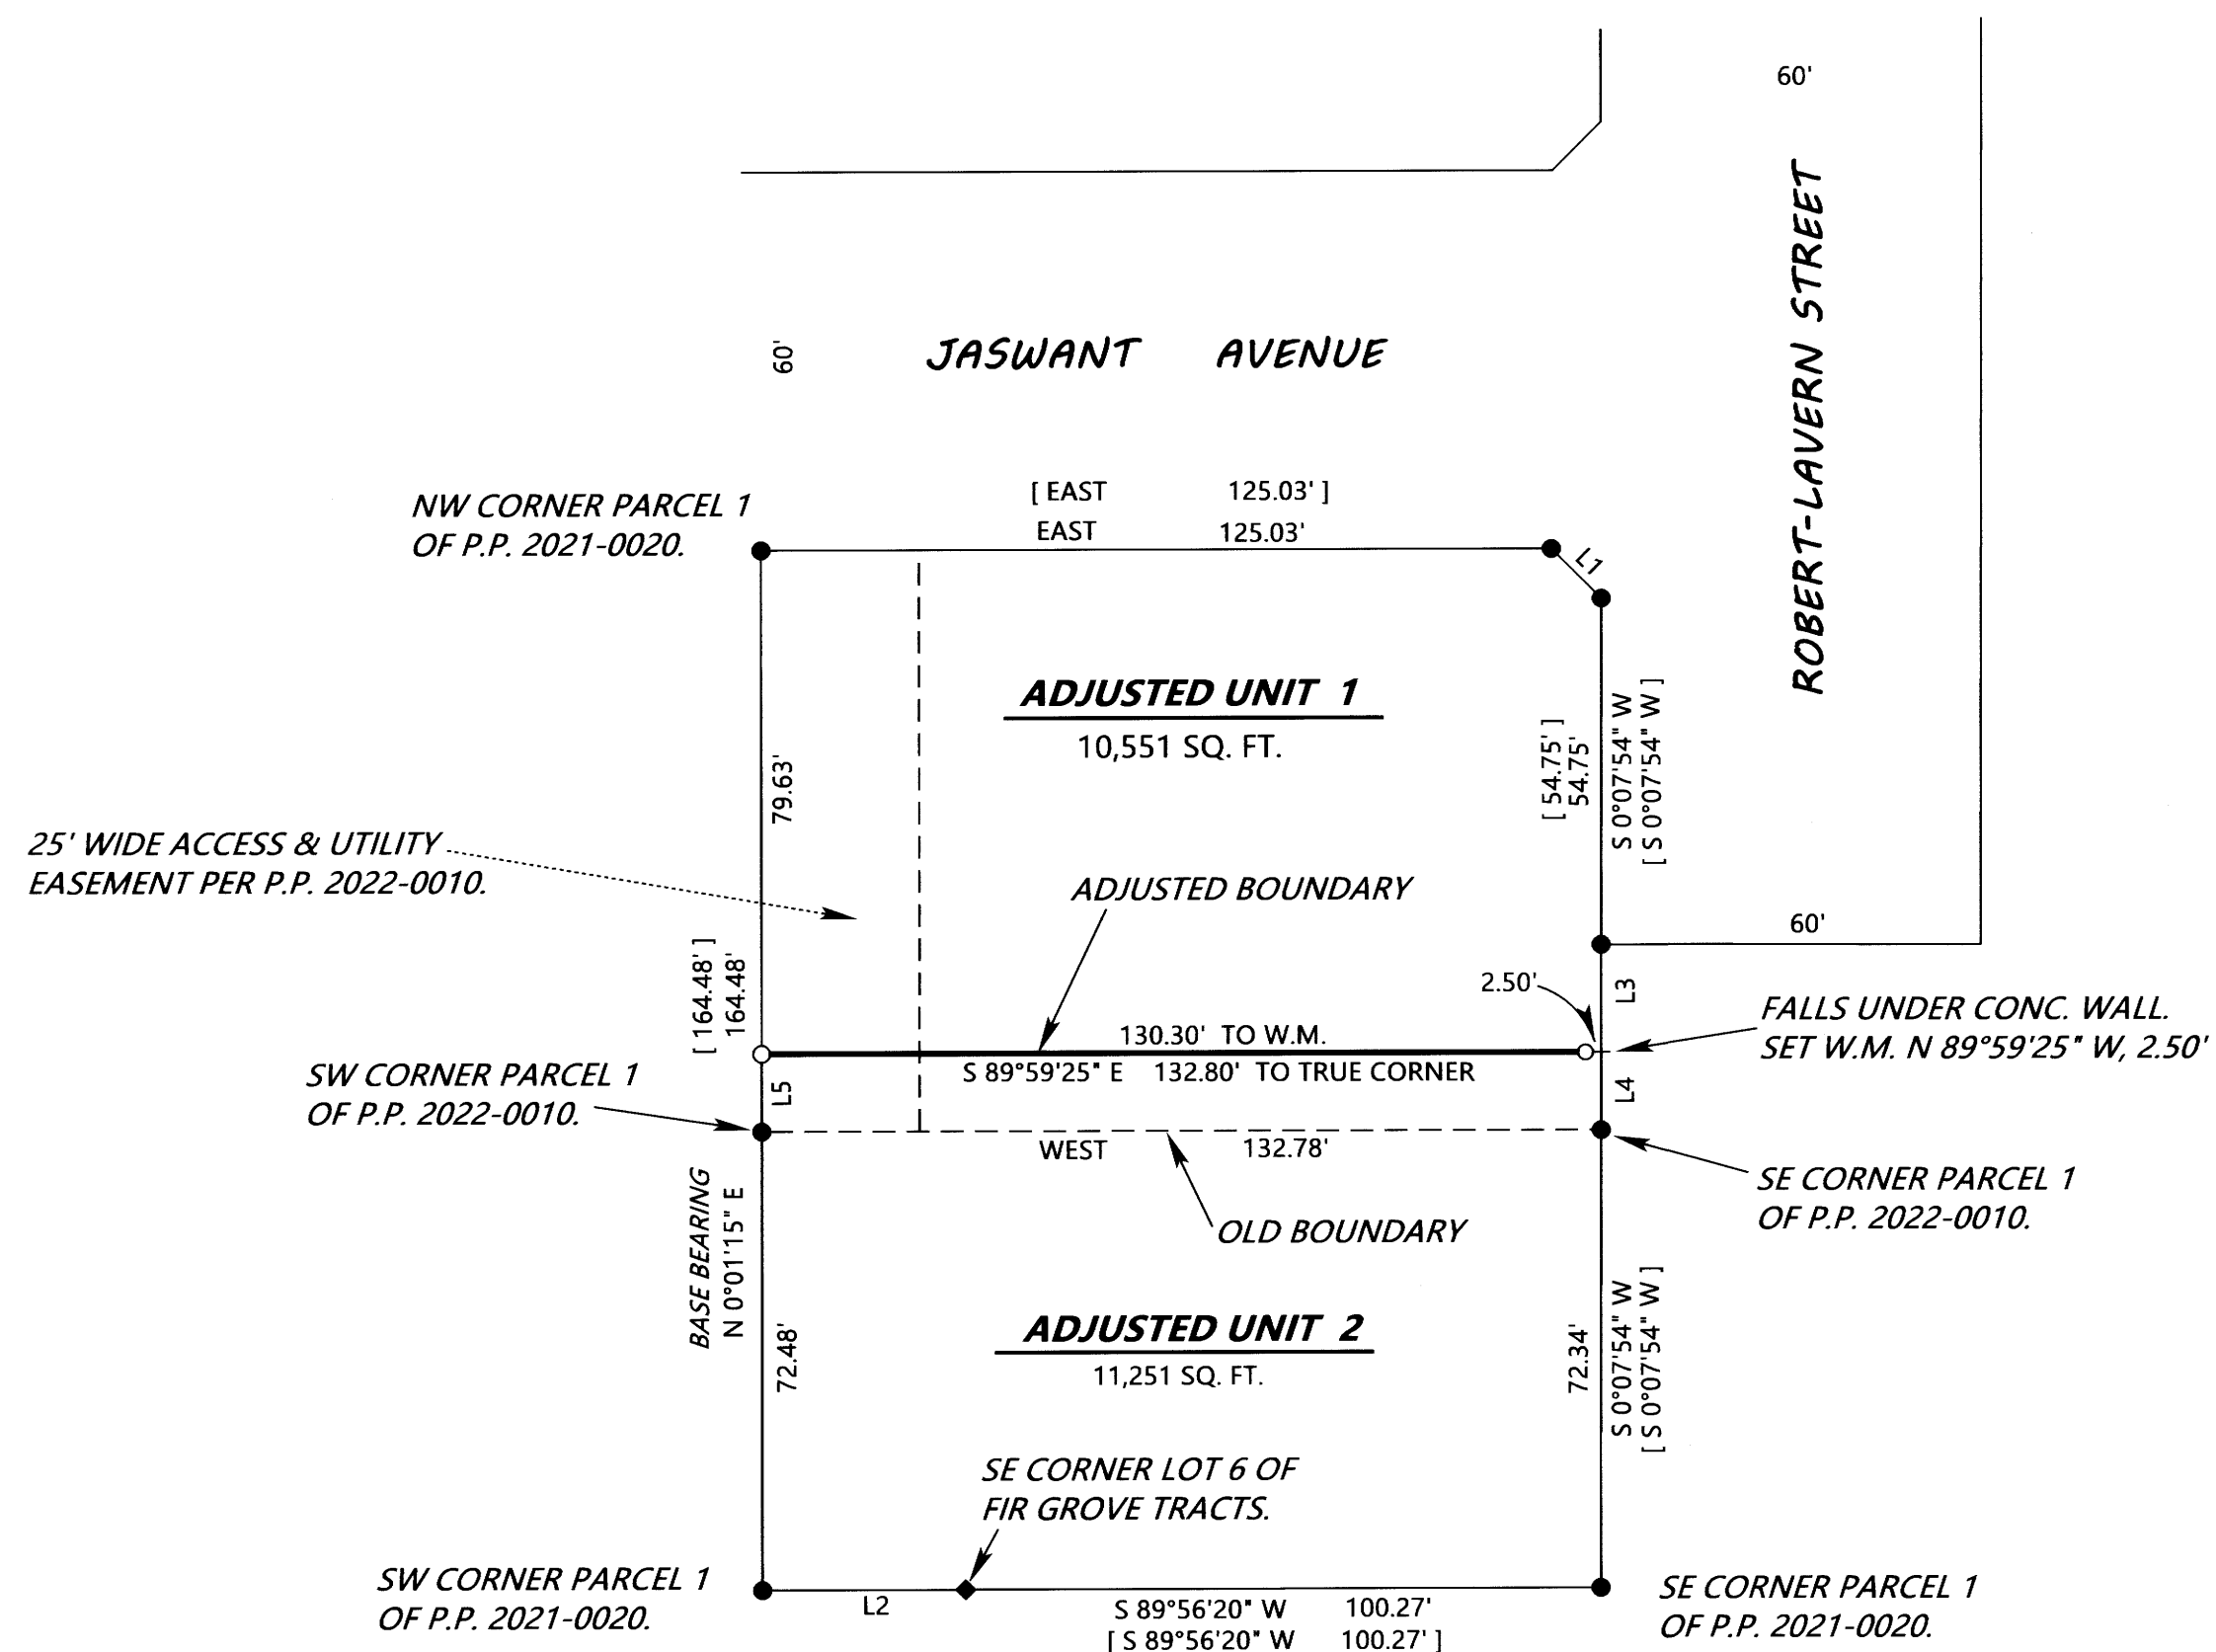 60'
ROBERT-LAVERN STREET
60'
JASWANT AVENUE
NW CORNER PARCEL 1
OF P.P. 2021-0020.
[ EAST 125.03' ]
EAST 125.03'
L1
ADJUSTED UNIT 1
10,551 SQ. FT.
79.63'
[ 54.75' ]
54.75'
S 0°07'54" W
[ S 0°07'54" W ]
25' WIDE ACCESS & UTILITY
EASEMENT PER P.P. 2022-0010.
ADJUSTED BOUNDARY
60'
[ 164.48' ]
164.48'
2.50'
L3
FALLS UNDER CONC. WALL.
SET W.M. N 89°59'25" W, 2.50'
130.30' TO W.M.
S 89°59'25" E 132.80' TO TRUE CORNER
SW CORNER PARCEL 1
OF P.P. 2022-0010.
L5
L4
WEST 132.78'
SE CORNER PARCEL 1
OF P.P. 2022-0010.
OLD BOUNDARY
BASE BEARING
N 0°01'15" E
ADJUSTED UNIT 2
11,251 SQ. FT.
72.48'
72.34'
S 0°07'54" W
[ S 0°07'54" W ]
SE CORNER LOT 6 OF
FIR GROVE TRACTS.
SW CORNER PARCEL 1
OF P.P. 2021-0020.
L2
S 89°56'20" W 100.27'
[ S 89°56'20" W 100.27' ]
SE CORNER PARCEL 1
OF P.P. 2021-0020.